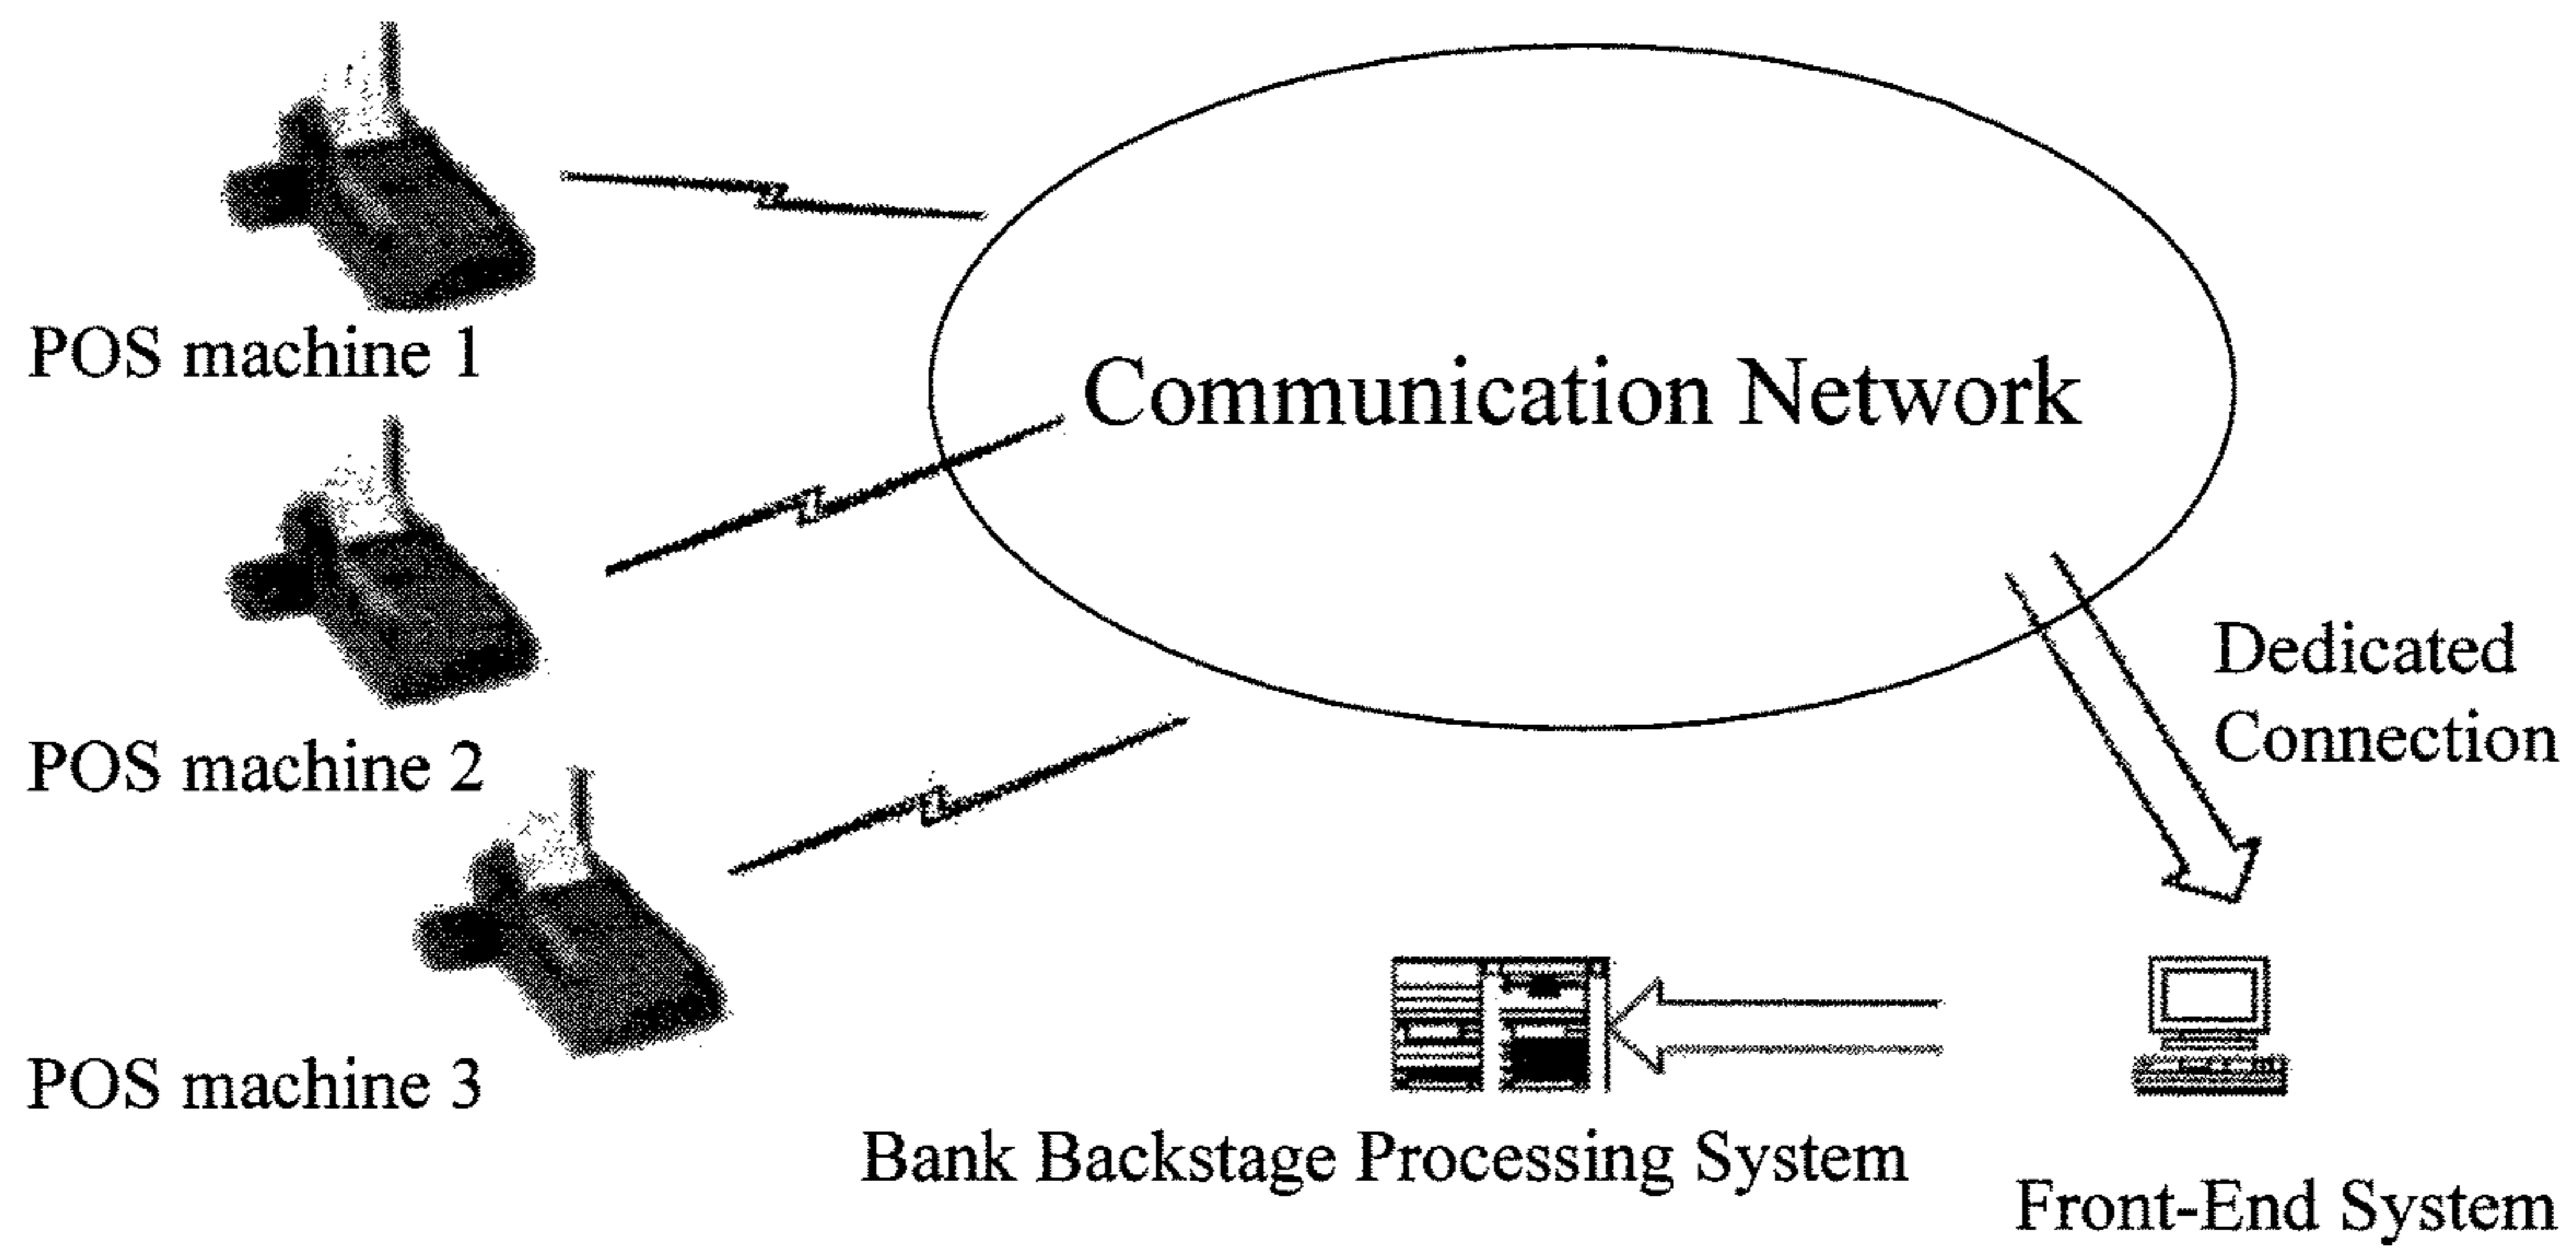 POS machine 1
Communication Network
POS machine 2
Dedicated
Connection
POS machine 3
Bank Backstage Processing System
Front-End System